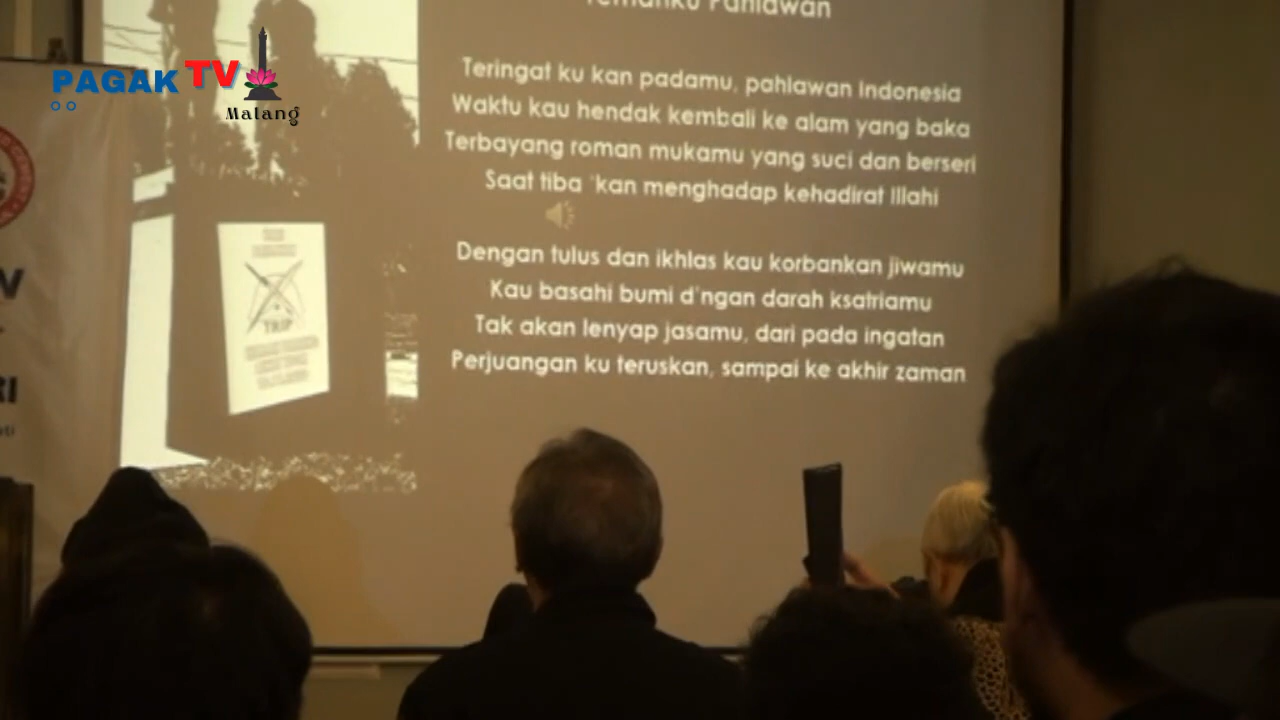 PAGAK TV
Malang
Temanku Pahlawan
Teringat ku kan padamu, pahlawan Indonesia
Waktu kau hendak kembali ke alam yang baka
Terbayang roman mukamu yang suci dan berseri
Saat tiba 'kan menghadap kehadirat Illahi
Dengan tulus dan ikhlas kau korbankan jiwamu
Kau basahi bumi d'ngan darah ksatriamu
Tak akan lenyap jasamu, dari pada ingatan
Perjuangan ku teruskan, sampai ke akhir zaman
TRIP
V
RI